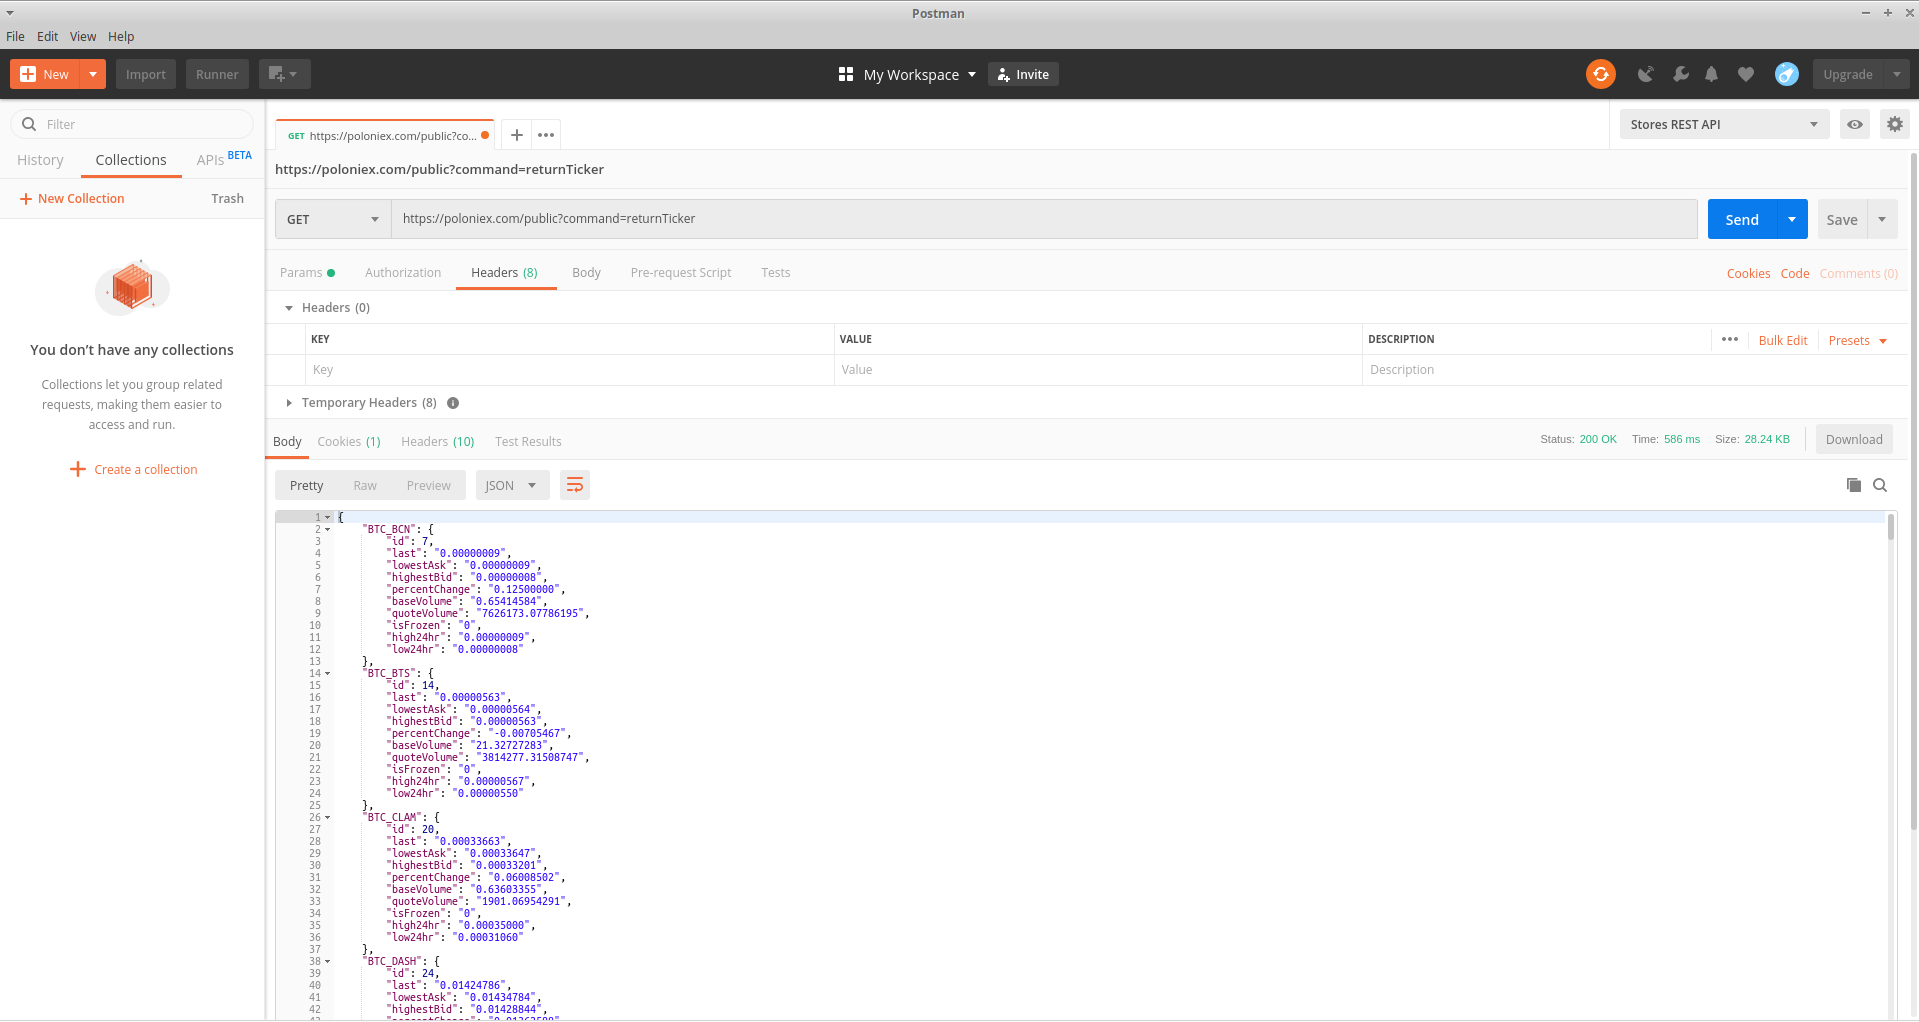 Postman
File Edit View Help
New Import Runner My Workspace Invite Upgrade
Filter
History Collections APIs BETA
New Collection Trash
You don't have any collections
Collections let you group related
requests, making them easier to
access and run.
Create a collection
GET https://poloniex.com/public?co... Stores REST API
https://poloniex.com/public?command=returnTicker
GET https://poloniex.com/public?command=returnTicker Send Save
Params Authorization Headers (8) Body Pre-request Script Tests Cookies Code Comments (0)
Headers (0)
KEY VALUE DESCRIPTION Bulk Edit Presets
Key Value Description
Temporary Headers (8)
Body Cookies (1) Headers (10) Test Results Status: 200 OK Time: 586 ms Size: 28.24 KB Download
Pretty Raw Preview JSON
1 {
2 "BTC_BCN": {
3 "id": 7,
4 "last": "0.00000009",
5 "lowestAsk": "0.00000009",
6 "highestBid": "0.00000008",
7 "percentChange": "0.12500000",
8 "baseVolume": "0.65414584",
9 "quoteVolume": "7626173.07786195",
10 "isFrozen": "0",
11 "high24hr": "0.00000009",
12 "low24hr": "0.00000008"
13 },
14 "BTC_BTS": {
15 "id": 14,
16 "last": "0.00000563",
17 "lowestAsk": "0.00000564",
18 "highestBid": "0.00000563",
19 "percentChange": "-0.00705467",
20 "baseVolume": "21.32727283",
21 "quoteVolume": "3814277.31508747",
22 "isFrozen": "0",
23 "high24hr": "0.00000567",
24 "low24hr": "0.00000550"
25 },
26 "BTC_CLAM": {
27 "id": 20,
28 "last": "0.00033663",
29 "lowestAsk": "0.00033647",
30 "highestBid": "0.00033201",
31 "percentChange": "0.06008502",
32 "baseVolume": "0.63603355",
33 "quoteVolume": "1901.06954291",
34 "isFrozen": "0",
35 "high24hr": "0.00035000",
36 "low24hr": "0.00031060"
37 },
38 "BTC_DASH": {
39 "id": 24,
40 "last": "0.01424786",
41 "lowestAsk": "0.01434784",
42 "highestBid": "0.01428844",